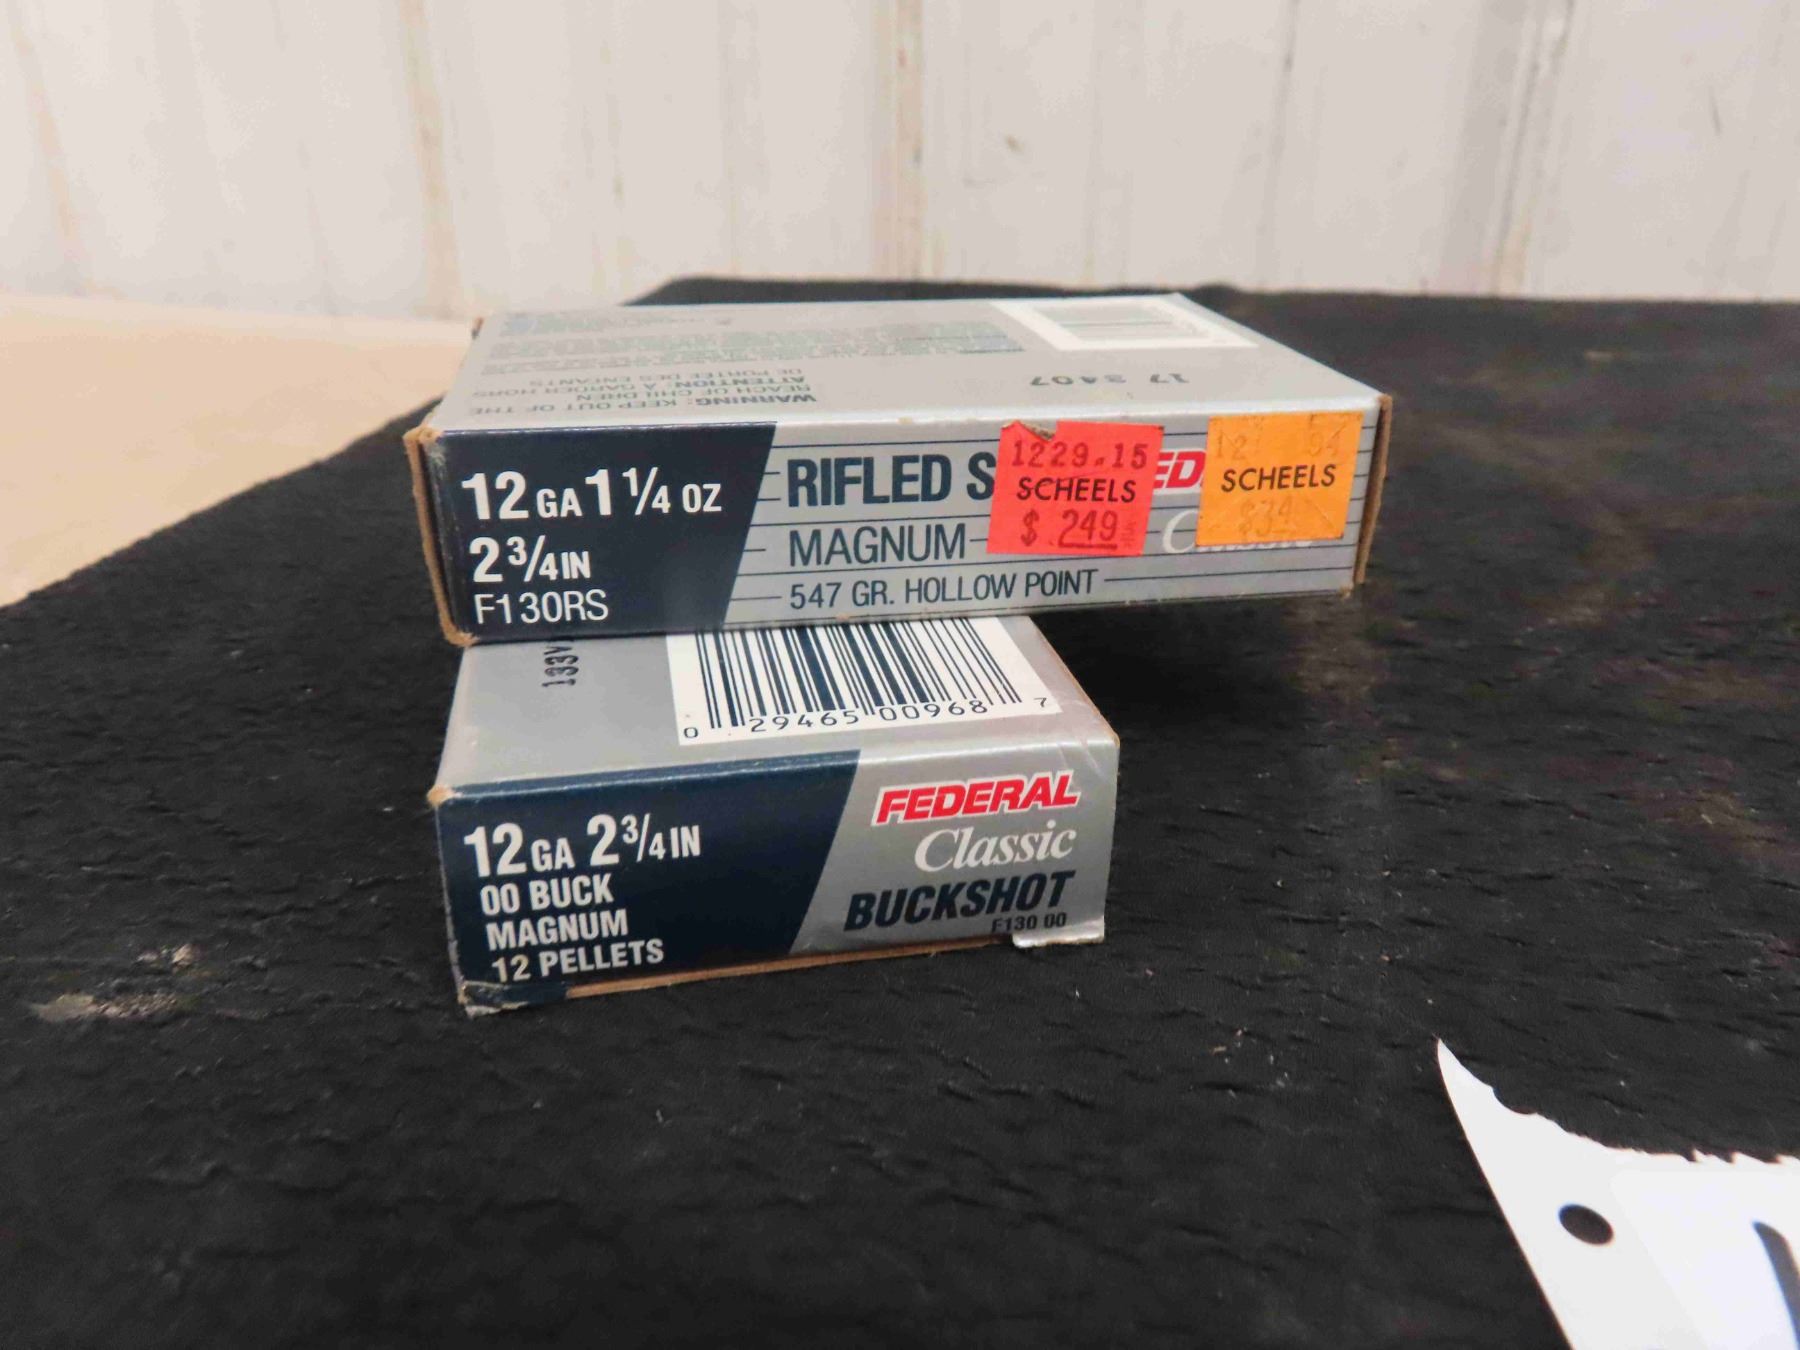 WARNING: KEEP OUT OF THE
REACH OF CHILDREN
ATTENTION: À GARDER HORS
DE PORTÉE DES ENFANTS
17 3407
12 GA 1 1/4 OZ
2 3/4 IN
F130RS
RIFLED S
MAGNUM
547 GR. HOLLOW POINT
1229.15
SCHEELS
$ 249
ED
SCHEELS
133V
0 29465 00968 7
12 GA 2 3/4 IN
00 BUCK
MAGNUM
12 PELLETS
FEDERAL
Classic
BUCKSHOT
F130 00